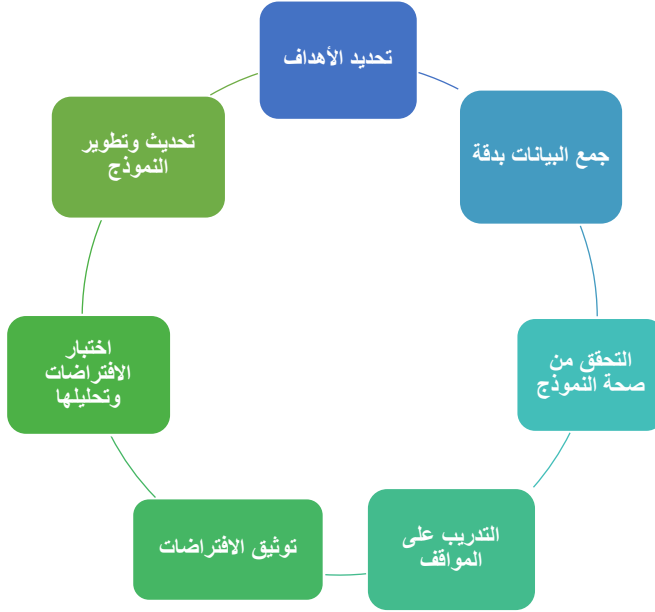 تحديد الأهداف
جمع البيانات بدقة
التحقق من
صحة النموذج
التدريب على
المواقف
توثيق الافتراضات
اختبار
الافتراضات
وتحليلها
تحديث وتطوير
النموذج